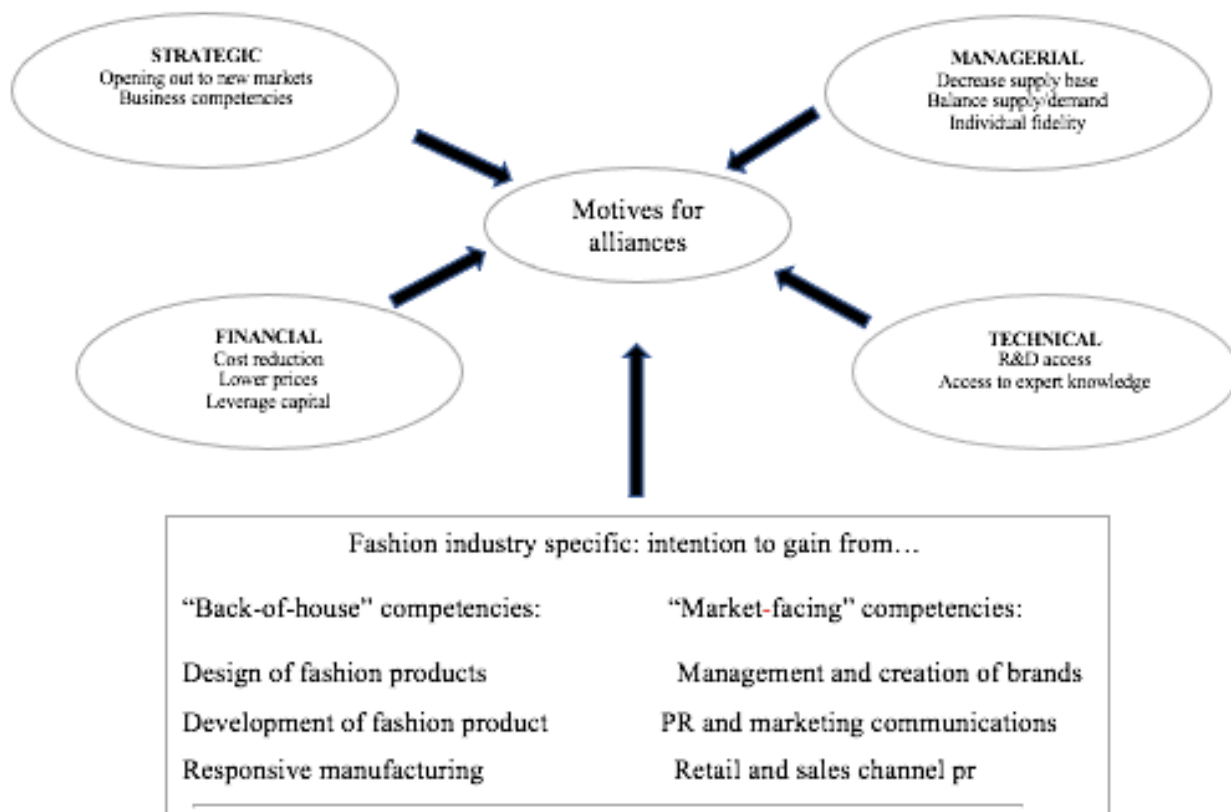 STRATEGIC
Opening out to new markets
Business competencies
MANAGERIAL
Decrease supply base
Balance supply/demand
Individual fidelity
Motives for
alliances
FINANCIAL
Cost reduction
Lower prices
Leverage capital
TECHNICAL
R&D access
Access to expert knowledge
Fashion industry specific: intention to gain from…
“Back-of-house” competencies:
“Market-facing” competencies:
Design of fashion products
Management and creation of brands
Development of fashion product
PR and marketing communications
Responsive manufacturing
Retail and sales channel pr